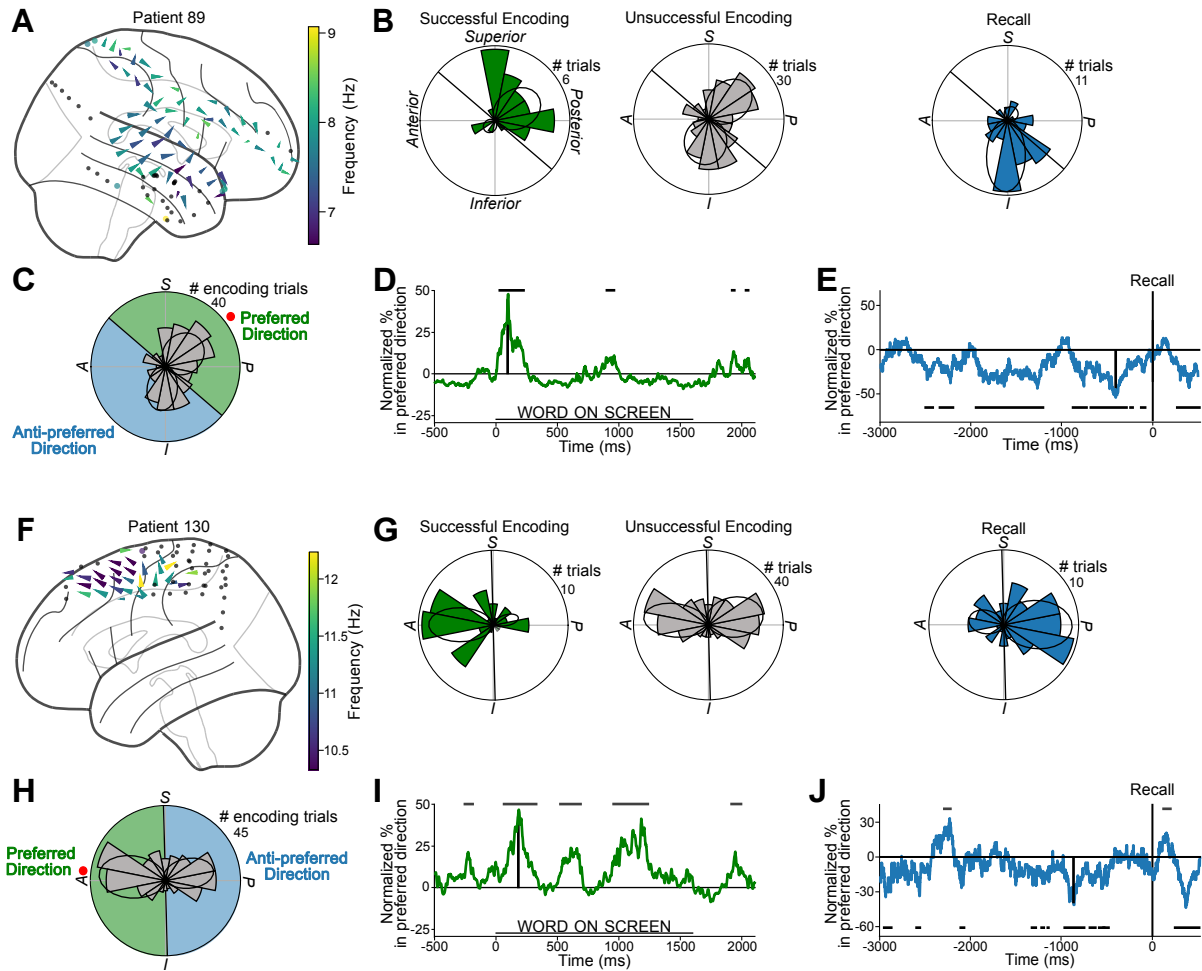 A
Patient 89
9
8
7
Frequency (Hz)
B
Successful Encoding
Superior
Anterior
Posterior
Inferior
# trials
6
Unsuccessful Encoding
S
A
P
I
# trials
30
Recall
S
A
P
I
# trials
11
C
S
A
P
I
# encoding trials
40
Preferred
Direction
Anti-preferred
Direction
D
Normalized %
in preferred direction
50
25
0
-25
WORD ON SCREEN
-500
0
500
1000
1500
2000
Time (ms)
E
Recall
Normalized %
in preferred direction
50
0
-50
-3000
-2000
-1000
0
Time (ms)
F
Patient 130
12
11.5
11
10.5
Frequency (Hz)
G
Successful Encoding
S
A
P
I
# trials
10
Unsuccessful Encoding
S
A
P
I
# trials
40
Recall
S
A
P
I
# trials
10
H
S
A
P
I
# encoding trials
45
Preferred
Direction
Anti-preferred
Direction
I
Normalized %
in preferred direction
50
25
0
25
WORD ON SCREEN
-500
0
500
1000
1500
2000
Time (ms)
J
Recall
Normalized %
in preferred direction
30
0
-30
-60
-3000
-2000
-1000
0
Time (ms)